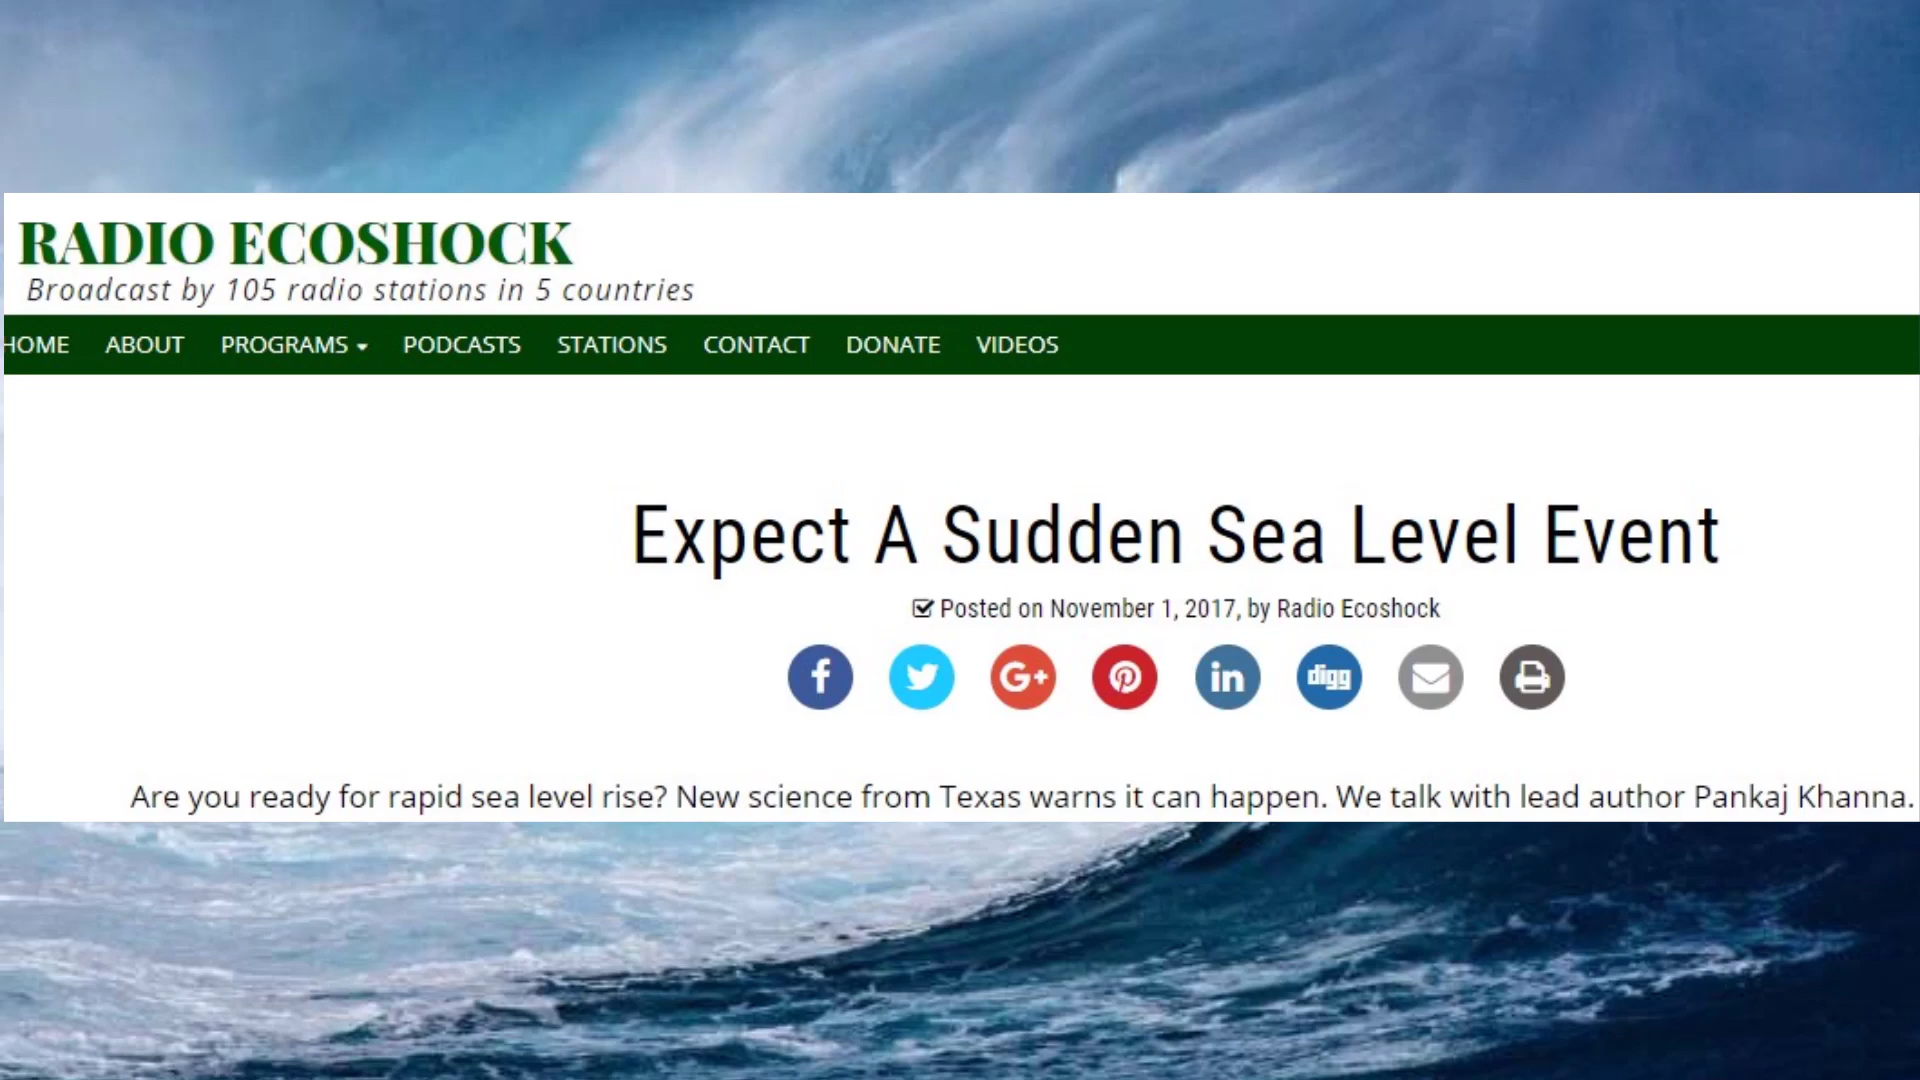 RADIO ECOSHOCK
Broadcast by 105 radio stations in 5 countries
HOME ABOUT PROGRAMS PODCASTS STATIONS CONTACT DONATE VIDEOS
Expect A Sudden Sea Level Event
Posted on November 1, 2017, by Radio Ecoshock
f G+ in digg
Are you ready for rapid sea level rise? New science from Texas warns it can happen. We talk with lead author Pankaj Khanna.